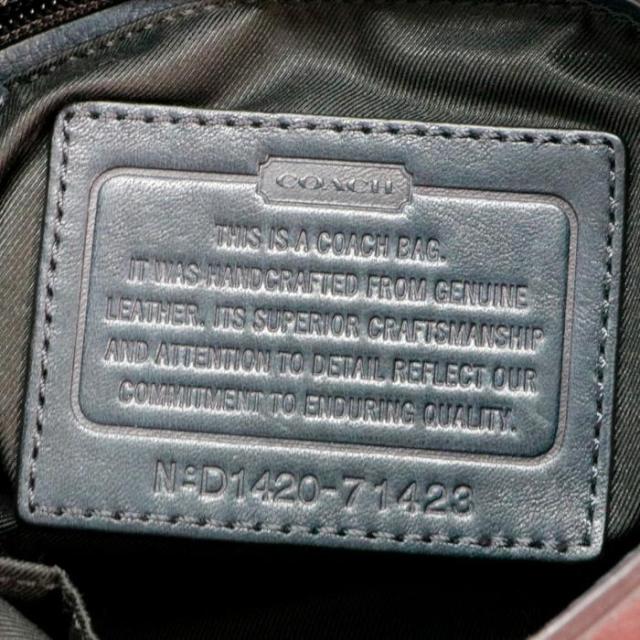 COACH
THIS IS A COACH BAG.
IT WAS HANDCRAFTED FROM GENUINE
LEATHER. ITS SUPERIOR CRAFTSMANSHIP
AND ATTENTION TO DETAIL REFLECT OUR
COMMITMENT TO ENDURING QUALITY.
Nº D1420-71423